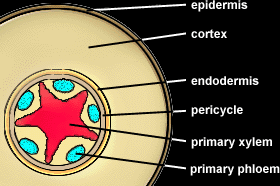 epidermis
cortex
endodermis
pericycle
primary xylem
primary phloem